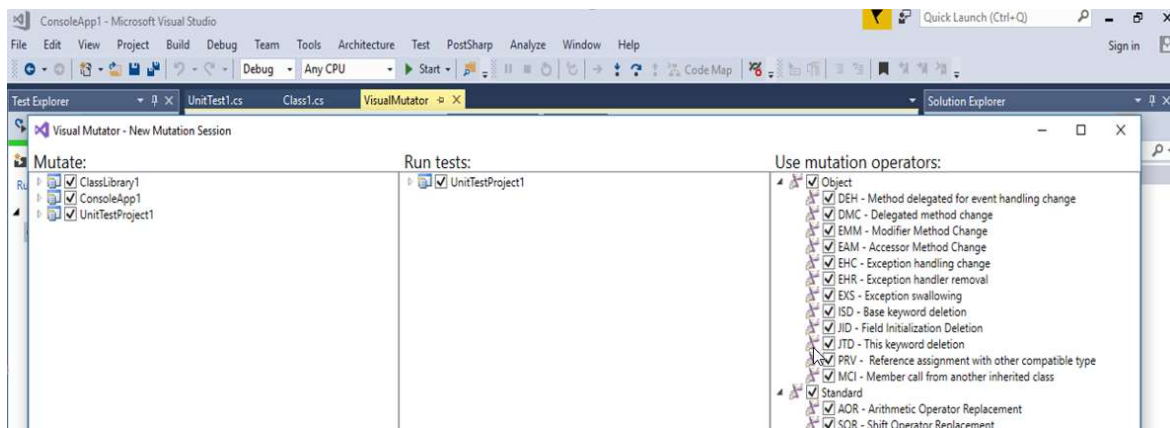 ConsoleApp1 - Microsoft Visual Studio
Quick Launch (Ctrl+Q)
File Edit View Project Build Debug Team Tools Architecture Test PostSharp Analyze Window Help
Sign in
Debug Any CPU Start Code Map
Test Explorer
UnitTest1.cs Class1.cs VisualMutator
Solution Explorer
Visual Mutator - New Mutation Session
Ru
Mutate:
ClassLibrary1
ConsoleApp1
UnitTestProject1
Run tests:
UnitTestProject1
Use mutation operators:
Object
DEH - Method delegated for event handling change
DMC - Delegated method change
EMM - Modifier Method Change
EAM - Accessor Method Change
EHC - Exception handling change
EHR - Exception handler removal
EXS - Exception swallowing
ISD - Base keyword deletion
JID - Field Initialization Deletion
JTD - This keyword deletion
PRV - Reference assignment with other compatible type
MCI - Member call from another inherited class
Standard
AOR - Arithmetic Operator Replacement
SOR - Shift Operator Replacement